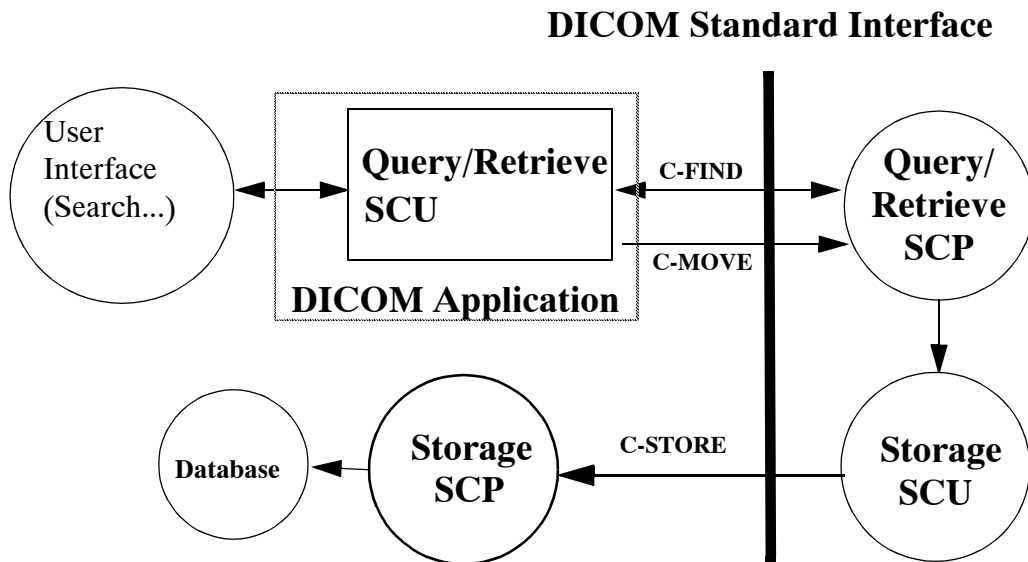 DICOM Standard Interface
User
Interface
(Search...)
Query/Retrieve
SCU
DICOM Application
C-FIND
C-MOVE
Query/
Retrieve
SCP
Database
Storage
SCP
C-STORE
Storage
SCU